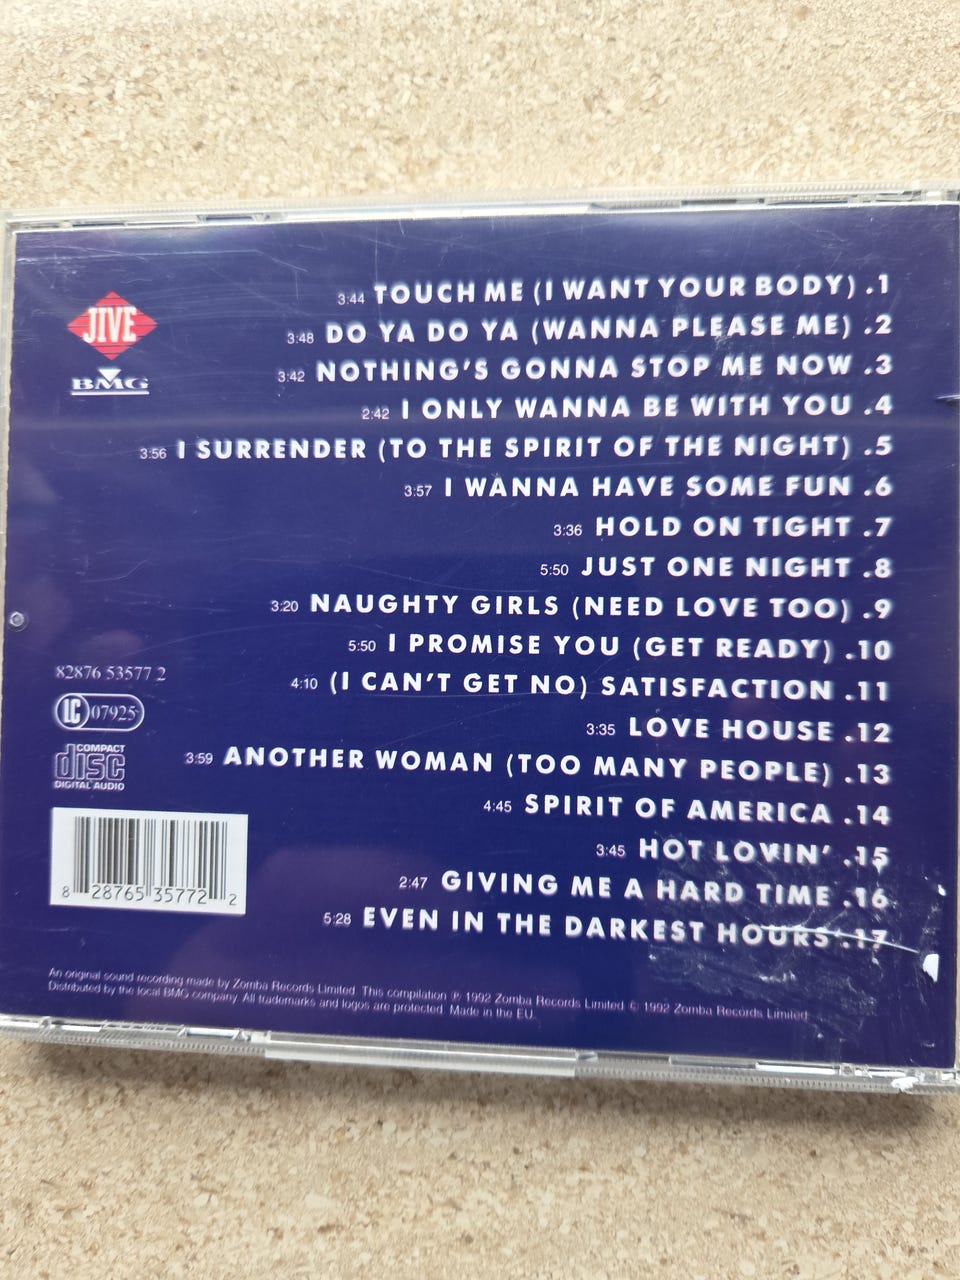 JIVE
BMG
3:44 TOUCH ME (I WANT YOUR BODY) .1
3:48 DO YA DO YA (WANNA PLEASE ME) .2
3:42 NOTHING'S GONNA STOP ME NOW .3
2:42 I ONLY WANNA BE WITH YOU .4
3:56 I SURRENDER (TO THE SPIRIT OF THE NIGHT) .5
3:57 I WANNA HAVE SOME FUN .6
3:36 HOLD ON TIGHT .7
5:50 JUST ONE NIGHT .8
3:20 NAUGHTY GIRLS (NEED LOVE TOO) .9
5:50 I PROMISE YOU (GET READY) .10
4:10 (I CAN'T GET NO) SATISFACTION .11
3:35 LOVE HOUSE .12
3:59 ANOTHER WOMAN (TOO MANY PEOPLE) .13
4:45 SPIRIT OF AMERICA .14
3:45 HOT LOVIN' .15
2:47 GIVING ME A HARD TIME .16
5:28 EVEN IN THE DARKEST HOURS .17
82876 53577 2
LC 07925
COMPACT
disc
DIGITAL AUDIO
8 28765 35772 2
An original sound recording made by Zomba Records Limited. This compilation ℗ 1992 Zomba Records Limited © 1992 Zomba Records Limited
Distributed by the local BMG company. All trademarks and logos are protected. Made in the EU.